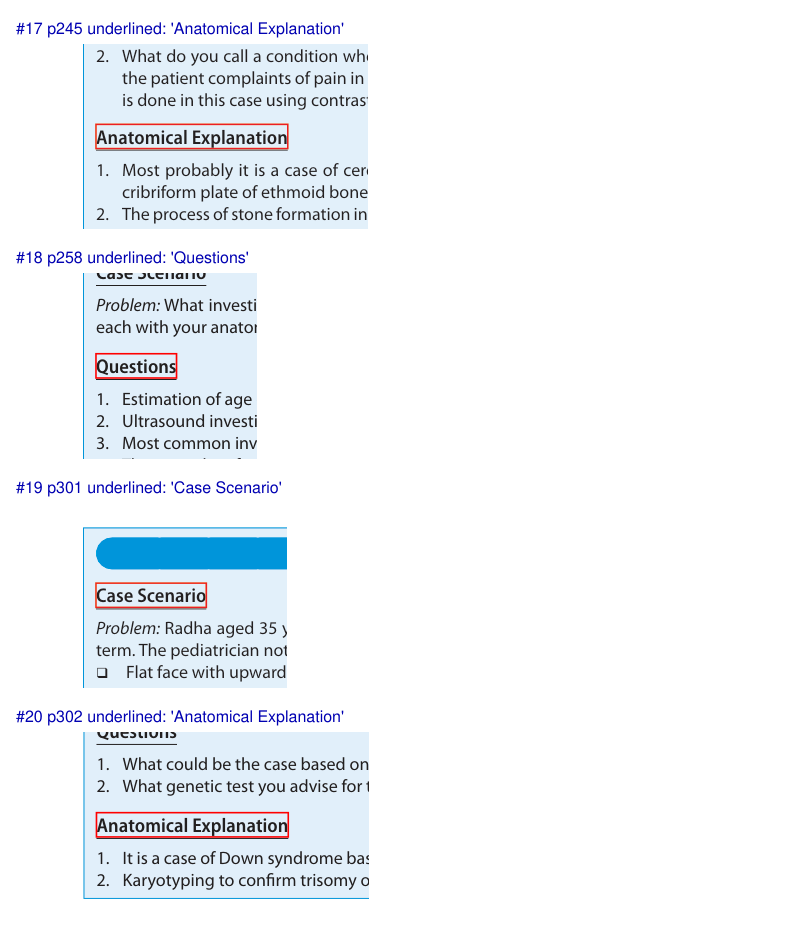 #17 p245 underlined: 'Anatomical Explanation'
2. What do you call a condition whe
the patient complaints of pain in
is done in this case using contras
Anatomical Explanation
1. Most probably it is a case of cere
cribriform plate of ethmoid bone
2. The process of stone formation in
#18 p258 underlined: 'Questions'
Case Scenario
Problem: What investi
each with your anator
Questions
1. Estimation of age
2. Ultrasound investi
3. Most common inv
#19 p301 underlined: 'Case Scenario'
Case Scenario
Problem: Radha aged 35 y
term. The pediatrician not
❑ Flat face with upward
#20 p302 underlined: 'Anatomical Explanation'
Questions
1. What could be the case based on
2. What genetic test you advise for t
Anatomical Explanation
1. It is a case of Down syndrome bas
2. Karyotyping to confirm trisomy o